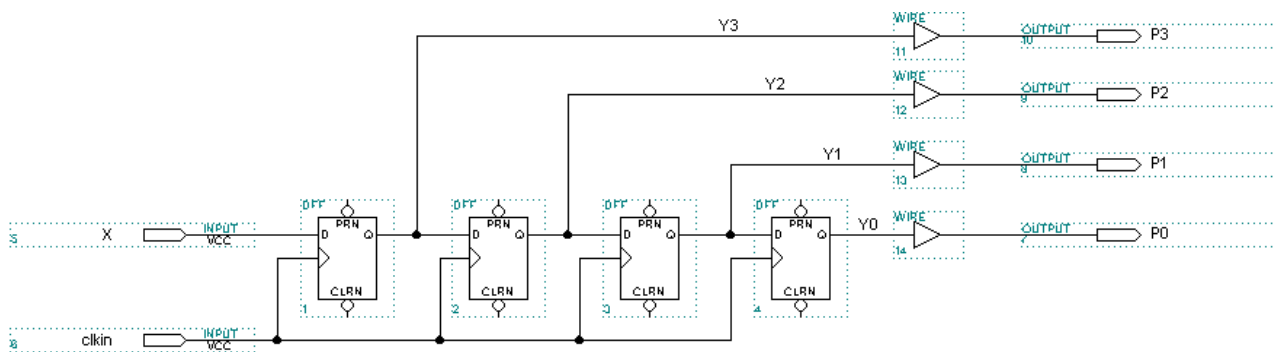 Y3
WIRE
11
OUTPUT
10
P3
Y2
WIRE
12
OUTPUT
9
P2
Y1
WIRE
13
OUTPUT
8
P1
DFF
PRN
D Q
CLRN
1
DFF
PRN
D Q
CLRN
2
DFF
PRN
D Q
CLRN
3
DFF
PRN
D Q
CLRN
4
Y0
WIRE
14
OUTPUT
7
P0
5
X
INPUT
VCC
6
clkin
INPUT
VCC